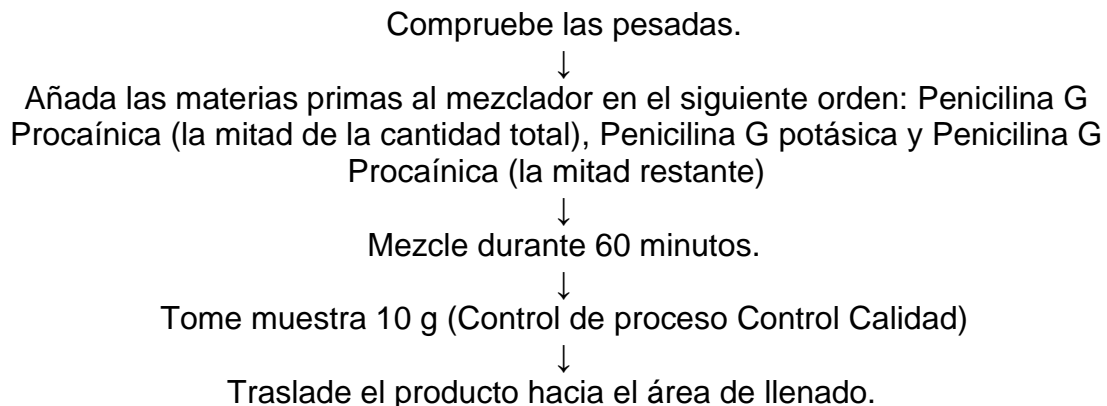 Compruebe las pesadas.
↓
Añada las materias primas al mezclador en el siguiente orden: Penicilina G
Procaínica (la mitad de la cantidad total), Penicilina G potásica y Penicilina G
Procaínica (la mitad restante)
↓
Mezcle durante 60 minutos.
↓
Tome muestra 10 g (Control de proceso Control Calidad)
↓
Traslade el producto hacia el área de llenado.